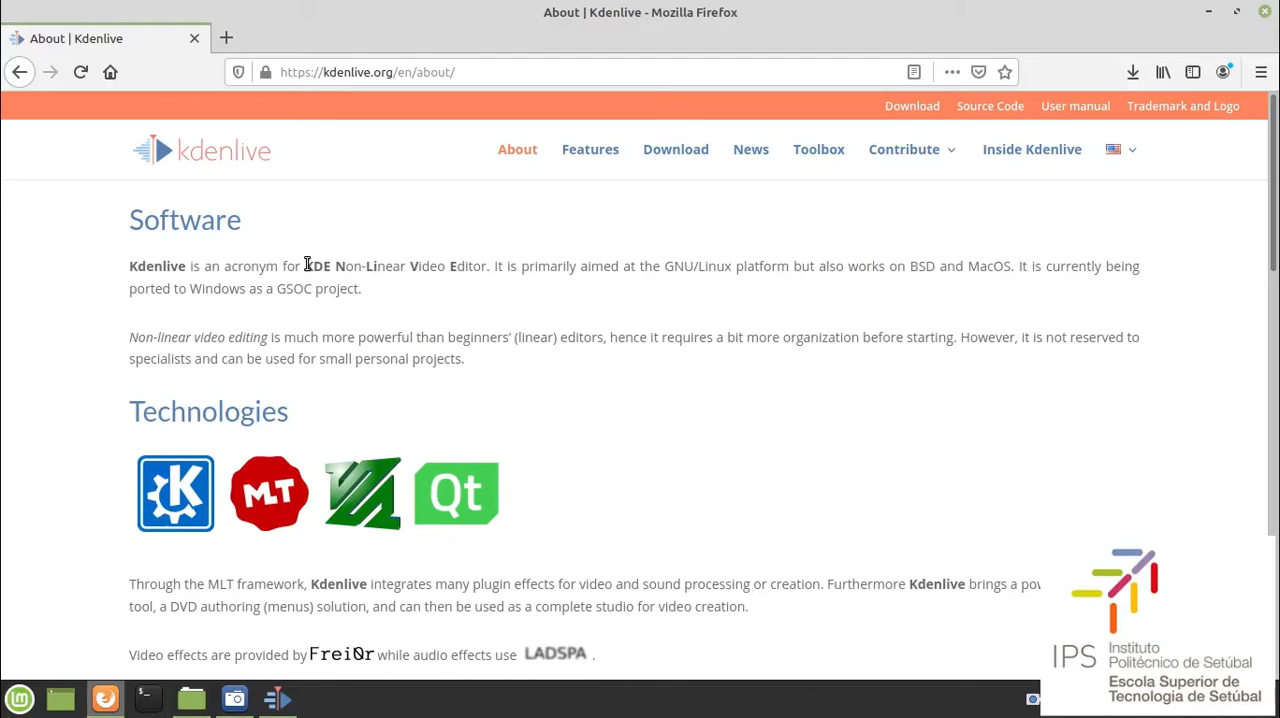 About | Kdenlive - Mozilla Firefox
About | Kdenlive
https://kdenlive.org/en/about/
Download Source Code User manual Trademark and Logo
kdenlive
About Features Download News Toolbox Contribute Inside Kdenlive
Software
Kdenlive is an acronym for KDE Non-Linear Video Editor. It is primarily aimed at the GNU/Linux platform but also works on BSD and MacOS. It is currently being
ported to Windows as a GSOC project.
Non-linear video editing is much more powerful than beginners’ (linear) editors, hence it requires a bit more organization before starting. However, it is not reserved to
specialists and can be used for small personal projects.
Technologies
K MLT Qt
Through the MLT framework, Kdenlive integrates many plugin effects for video and sound processing or creation. Furthermore Kdenlive brings a
tool, a DVD authoring (menus) solution, and can then be used as a complete studio for video creation.
Video effects are provided by Frei0r while audio effects use LADSPA .
IPS Instituto
Politécnico de Setúbal
Escola Superior de
Tecnologia de Setúbal